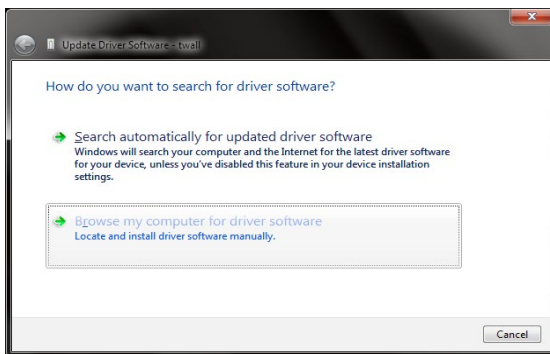 Update Driver Software - twall
How do you want to search for driver software?
Search automatically for updated driver software
Windows will search your computer and the Internet for the latest driver software
for your device, unless you've disabled this feature in your device installation
settings.
Browse my computer for driver software
Locate and install driver software manually.
Cancel